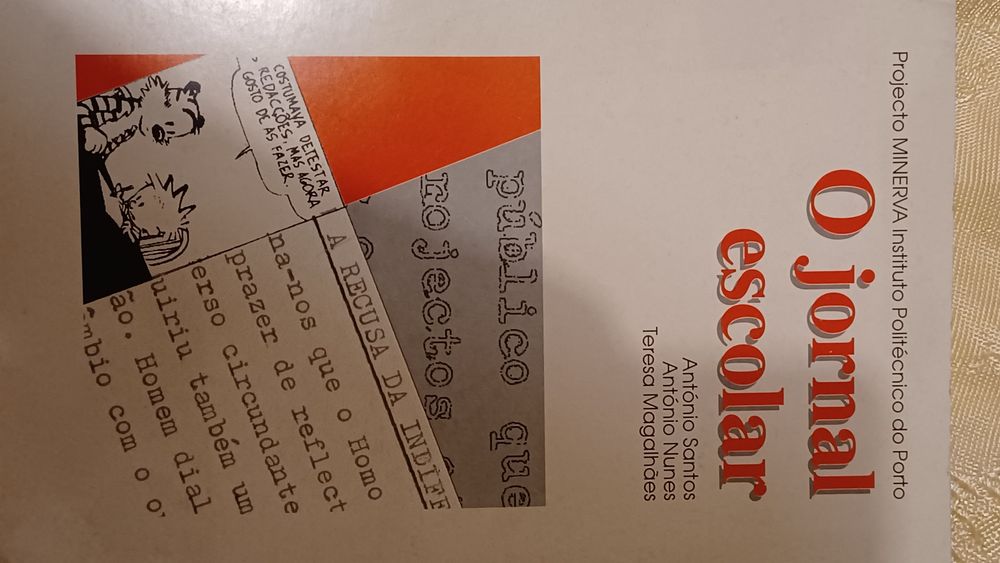 Projecto MINERVA Instituto Politécnico do Porto
O jornal
escolar
António Santos
António Nunes
Teresa Magalhães
público que
rojectos
COSTUMAVA DETESTAR
REDACÇÕES, MAS AGORA
GOSTO DE AS FAZER.
A RECUSA DA INDIFE
na-nos que o Homo
prazer de reflect
erso circundante
uiriu também um
ão. Homem dial
mbio com o o